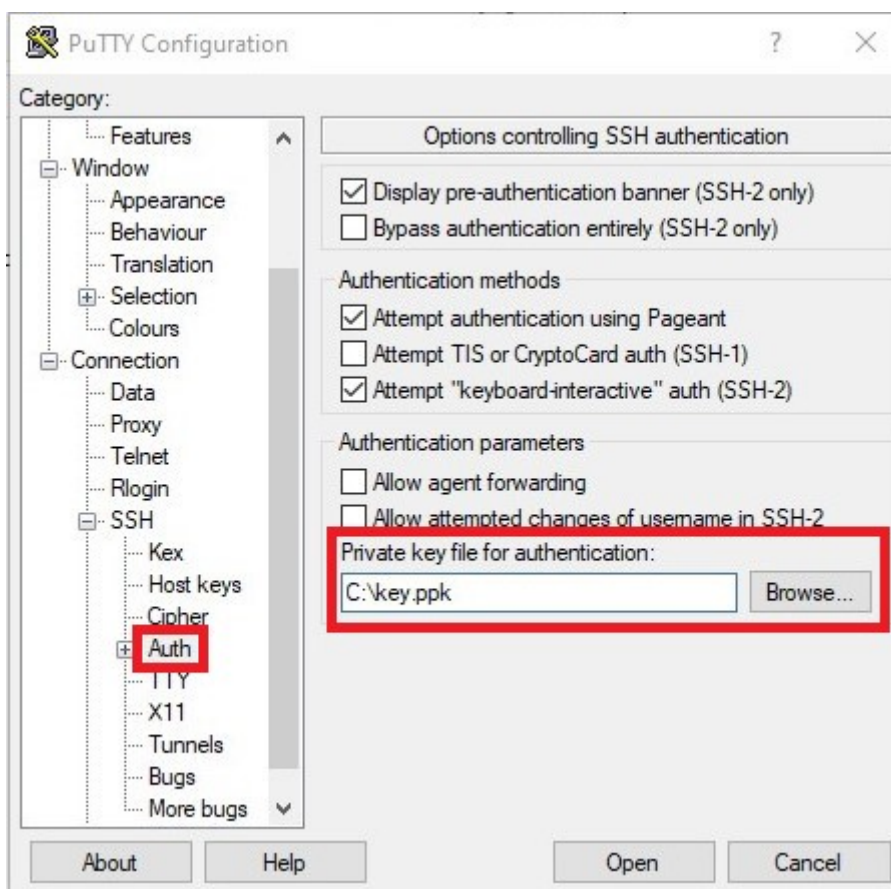 PuTTY Configuration
?
Category:
Features
Window
Appearance
Behaviour
Translation
Selection
Colours
Connection
Data
Proxy
Telnet
Rlogin
SSH
Kex
Host keys
Cipher
Auth
TTY
X11
Tunnels
Bugs
More bugs
Options controlling SSH authentication
Display pre-authentication banner (SSH-2 only)
Bypass authentication entirely (SSH-2 only)
Authentication methods
Attempt authentication using Pageant
Attempt TIS or CryptoCard auth (SSH-1)
Attempt "keyboard-interactive" auth (SSH-2)
Authentication parameters
Allow agent forwarding
Allow attempted changes of username in SSH-2
Private key file for authentication:
C:\key.ppk
Browse...
About
Help
Open
Cancel